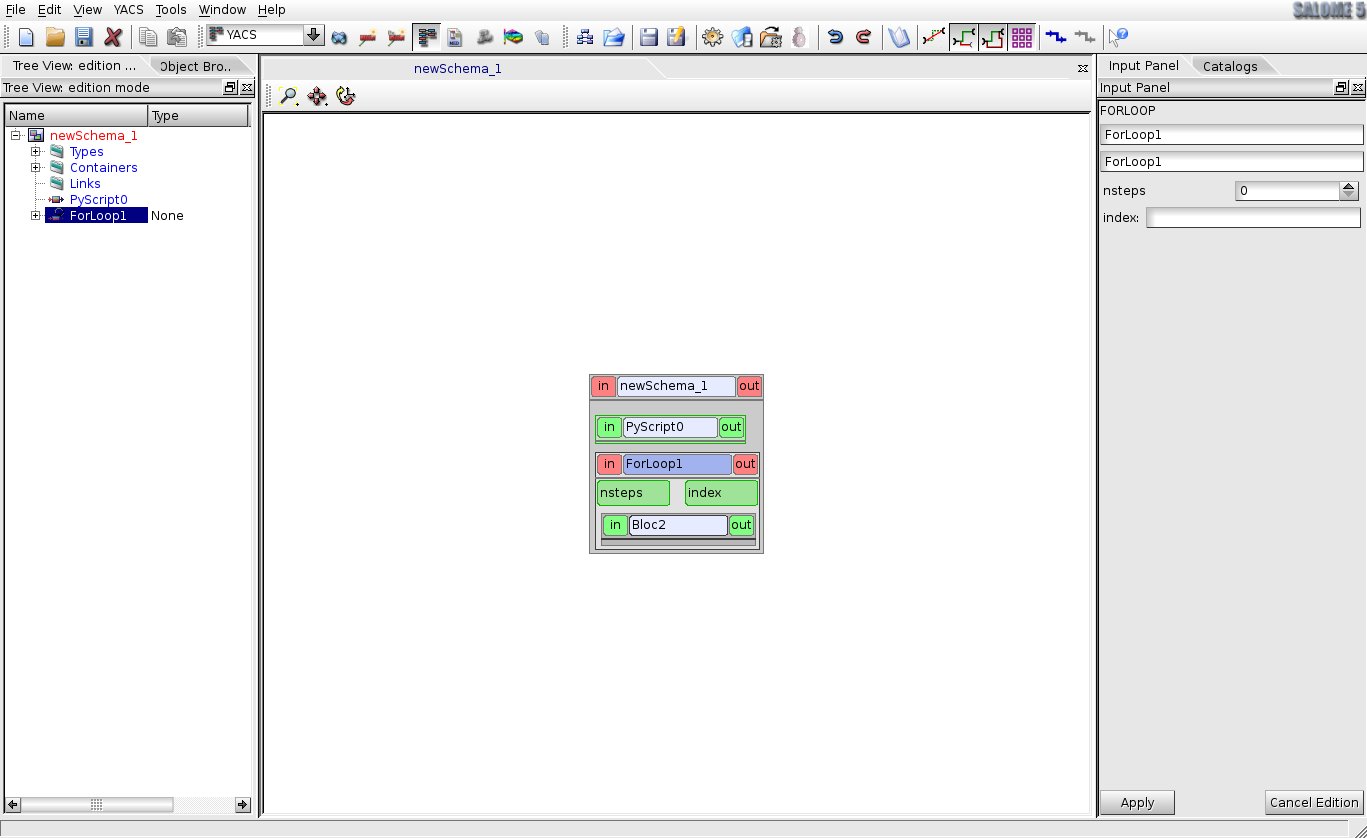 File Edit View YACS Tools Window Help
SALOME 5
YACS
Tree View: edition ... Object Bro..
Tree View: edition mode
Name Type
newSchema_1
Types
Containers
Links
PyScript0
ForLoop1 None
newSchema_1
in newSchema_1 out
in PyScript0 out
in ForLoop1 out
nsteps index
in Bloc2 out
Input Panel Catalogs
Input Panel
FORLOOP
ForLoop1
ForLoop1
nsteps 0
index:
Apply Cancel Edition